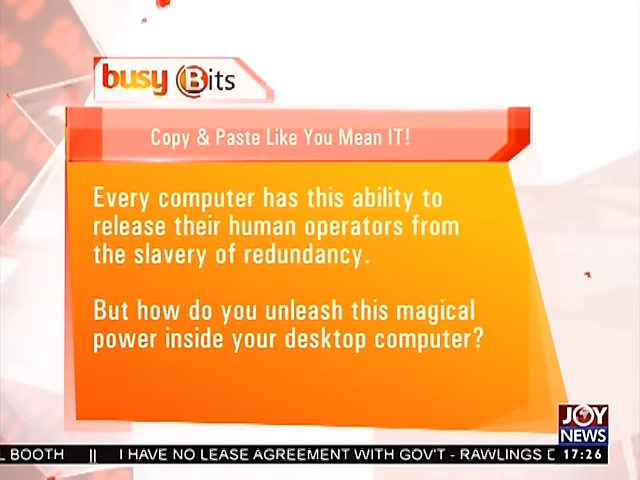 busy Bits
Copy & Paste Like You Mean IT!
Every computer has this ability to
release their human operators from
the slavery of redundancy.
But how do you unleash this magical
power inside your desktop computer?
JOY
NEWS
L BOOTH || I HAVE NO LEASE AGREEMENT WITH GOV'T - RAWLINGS
17:26